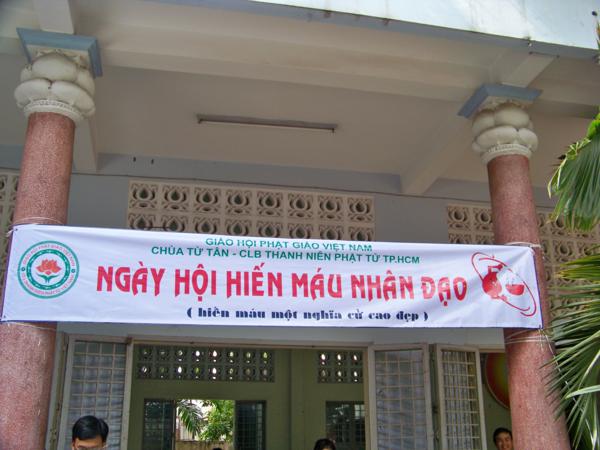 GIÁO HỘI PHẬT GIÁO VIỆT NAM
CHÙA TỪ TÂN - CLB THANH NIÊN PHẬT TỬ TP.HCM
NGÀY HỘI HIẾN MÁU NHÂN ĐẠO
( hiến máu một nghĩa cử cao đẹp )